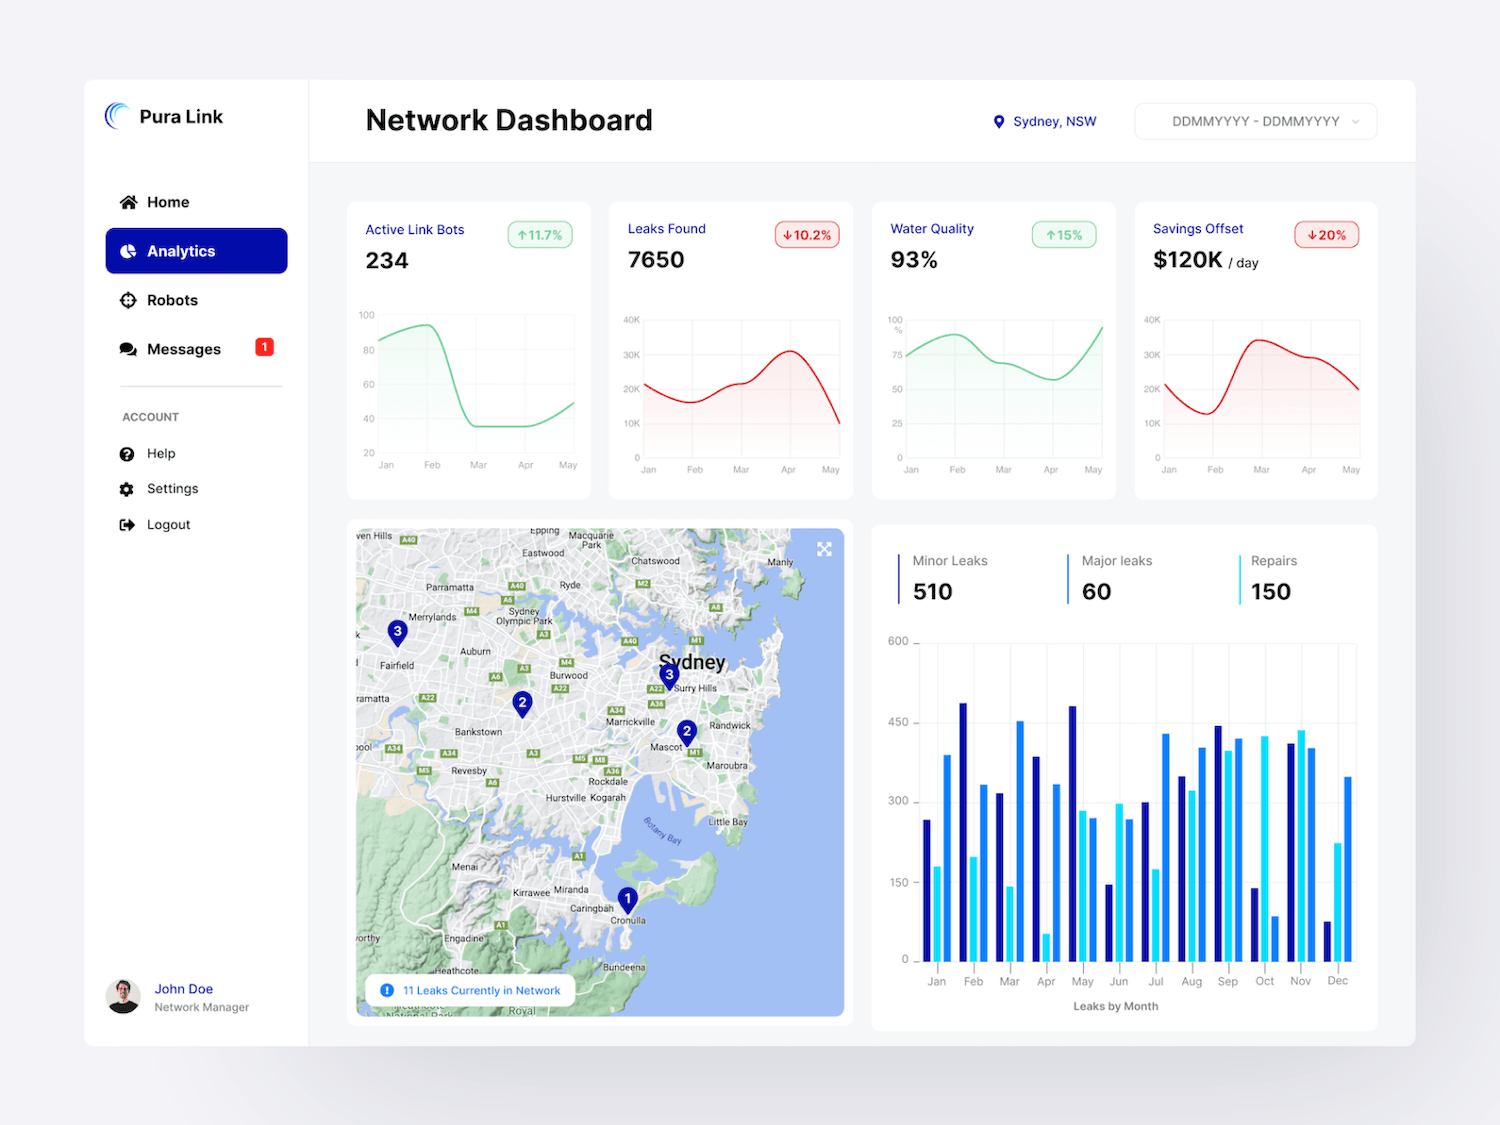 Pura Link
Network Dashboard
Sydney, NSW
DDMMYYYY - DDMMYYYY
Home
Analytics
Robots
Messages
1
ACCOUNT
Help
Settings
Logout
John Doe
Network Manager
Active Link Bots
↑11.7%
234
100
80
60
40
20
Jan Feb Mar Apr May
Leaks Found
↓10.2%
7650
40K
30K
20K
10K
0
Jan Feb Mar Apr May
Water Quality
↑15%
93%
100
%
75
50
25
0
Jan Feb Mar Apr May
Savings Offset
↓20%
$120K / day
40K
30K
20K
10K
0
Jan Feb Mar Apr May
ven Hills
A40
Epping
Macquarie
Park
Eastwood
Chatswood
Manly
Parramatta
A40
Ryde
M2
A6
M4
Merrylands
Sydney
Olympic Park
A8
A3
3
A40
M1
Auburn
Fairfield
M4
Sydney
A3
A6
Burwood
3
A22
A22
Surry Hills
ramatta
A22
2
A36
A34
Marrickville
Randwick
2
Bankstown
Mascot
M1
ool
A34
A34
A3
M5
M8
Maroubra
M5
Revesby
A36
A6
Rockdale
Hurstville
Kogarah
Botany Bay
Little Bay
A1
Menai
Kirrawee
Miranda
1
Caringbah
Cronulla
A1
orthy
Engadine
Heathcote
Bundeena
11 Leaks Currently in Network
Royal
National Park
Minor Leaks
510
Major leaks
60
Repairs
150
600
450
300
150
0
Jan Feb Mar Apr May Jun Jul Aug Sep Oct Nov Dec
Leaks by Month